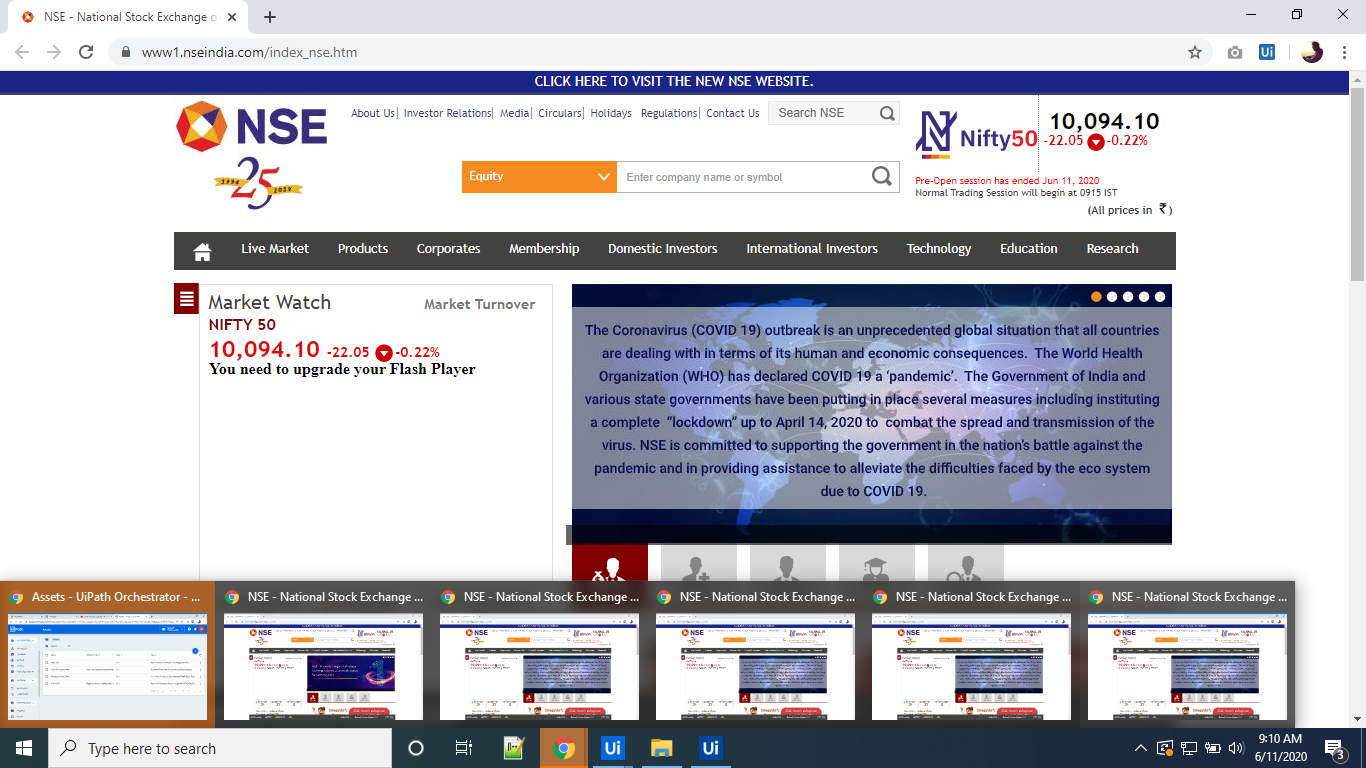 NSE - National Stock Exchange o
www1.nseindia.com/index_nse.htm
Ui
CLICK HERE TO VISIT THE NEW NSE WEBSITE.
NSE
1994 25 2019
About Us| Investor Relations| Media| Circulars| Holidays Regulations| Contact Us
Search NSE
Equity
Enter company name or symbol
Nifty50
10,094.10
-22.05 -0.22%
Pre-Open session has ended Jun 11, 2020
Normal Trading Session will begin at 0915 IST
(All prices in ₹)
Live Market Products Corporates Membership Domestic Investors International Investors Technology Education Research
Market Watch
Market Turnover
NIFTY 50
10,094.10 -22.05 -0.22%
You need to upgrade your Flash Player
The Coronavirus (COVID 19) outbreak is an unprecedented global situation that all countries
are dealing with in terms of its human and economic consequences. The World Health
Organization (WHO) has declared COVID 19 a ‘pandemic’. The Government of India and
various state governments have been putting in place several measures including instituting
a complete “lockdown” up to April 14, 2020 to combat the spread and transmission of the
virus. NSE is committed to supporting the government in the nation’s battle against the
pandemic and in providing assistance to alleviate the difficulties faced by the eco system
due to COVID 19.
Assets - UiPath Orchestrator - ...
NSE - National Stock Exchange ...
NSE - National Stock Exchange ...
NSE - National Stock Exchange ...
NSE - National Stock Exchange ...
NSE - National Stock Exchange ...
NSE
NSE
NSE
NSE
NSE
Type here to search
Ui
Ui
9:10 AM
6/11/2020
3